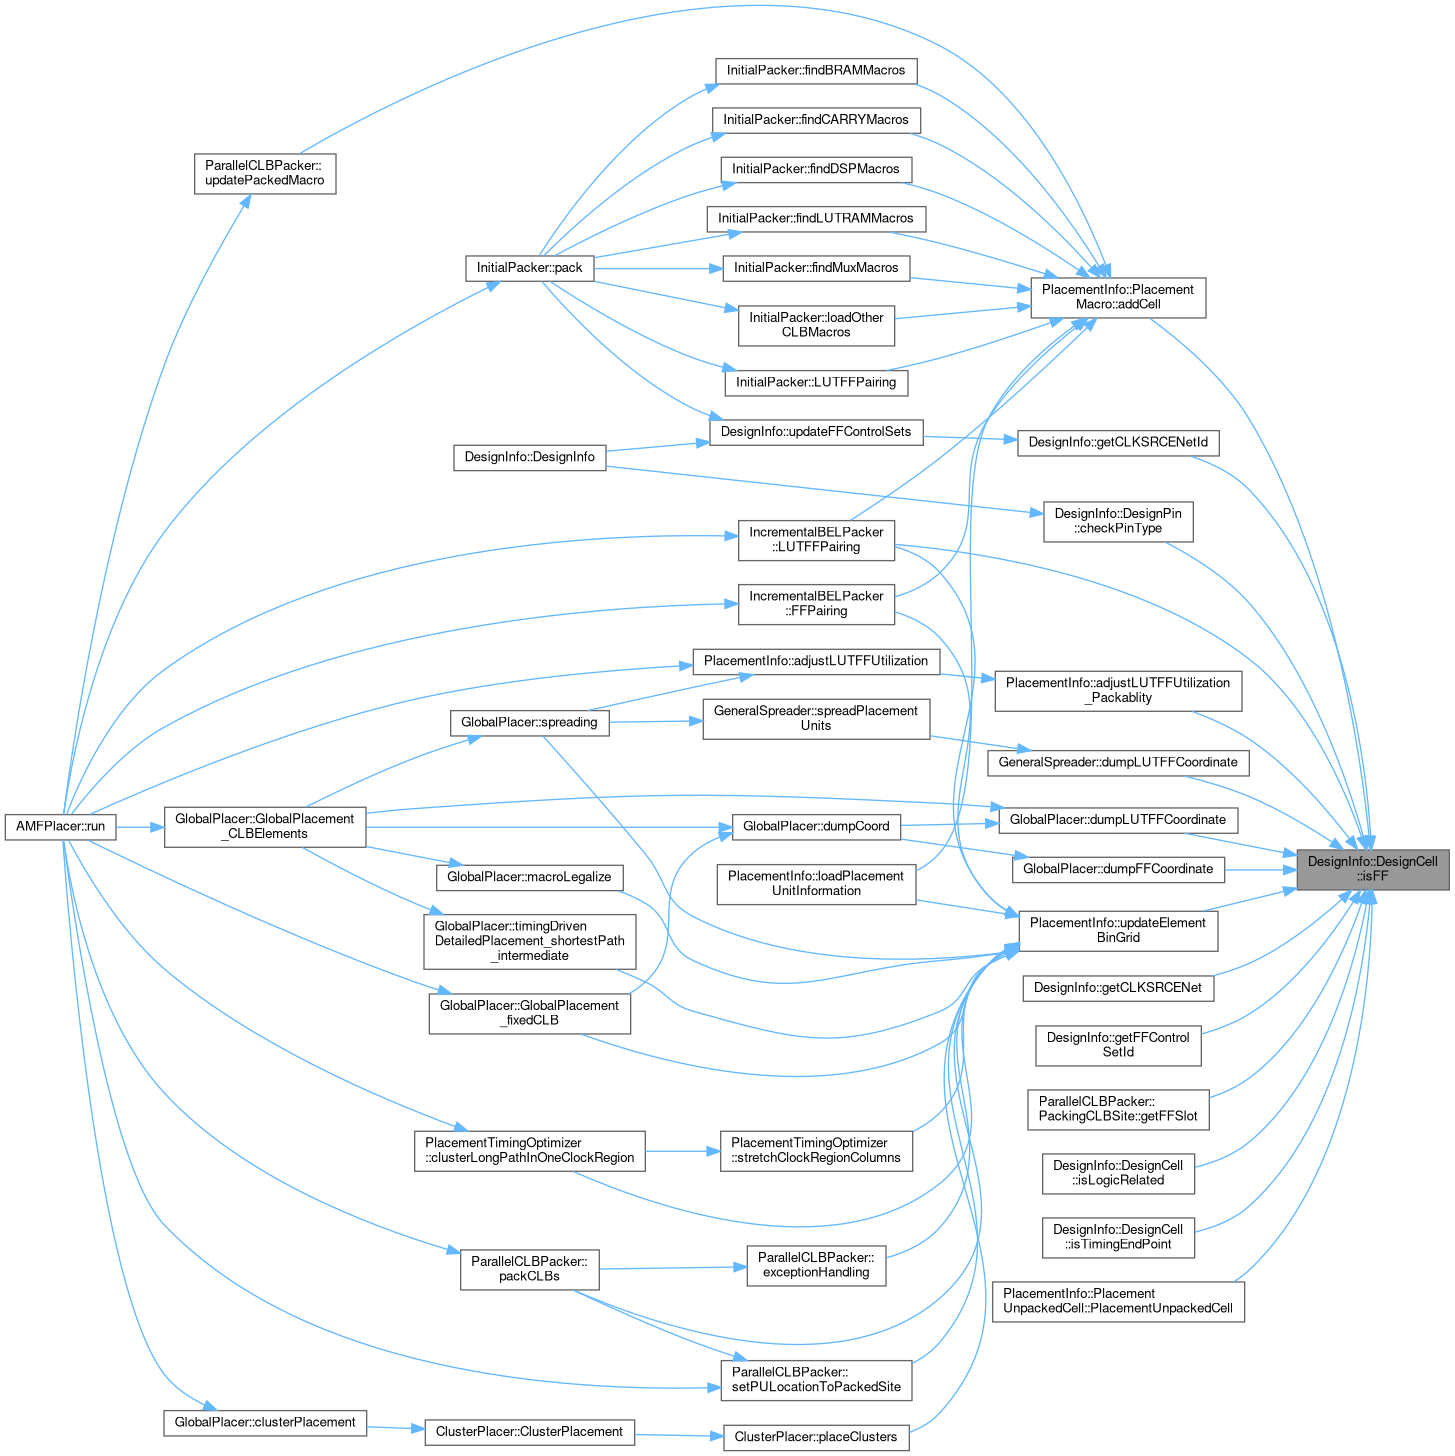 InitialPacker::findBRAMMacros
InitialPacker::findCARRYMacros
ParallelCLBPacker::
updatePackedMacro
InitialPacker::findDSPMacros
InitialPacker::findLUTRAMMacros
InitialPacker::pack
InitialPacker::findMuxMacros
PlacementInfo::Placement
Macro::addCell
InitialPacker::loadOther
CLBMacros
InitialPacker::LUTFFPairing
DesignInfo::updateFFControlSets
DesignInfo::getCLKSRCENetId
DesignInfo::DesignInfo
DesignInfo::DesignPin
::checkPinType
IncrementalBELPacker
::LUTFFPairing
IncrementalBELPacker
::FFPairing
PlacementInfo::adjustLUTFFUtilization
PlacementInfo::adjustLUTFFUtilization
_Packablity
GlobalPlacer::spreading
GeneralSpreader::spreadPlacement
Units
GeneralSpreader::dumpLUTFFCoordinate
AMFPlacer::run
GlobalPlacer::GlobalPlacement
_CLBElements
GlobalPlacer::dumpCoord
GlobalPlacer::dumpLUTFFCoordinate
DesignInfo::DesignCell
::isFF
GlobalPlacer::macroLegalize
PlacementInfo::loadPlacement
UnitInformation
GlobalPlacer::dumpFFCoordinate
GlobalPlacer::timingDriven
DetailedPlacement_shortestPath
_intermediate
PlacementInfo::updateElement
BinGrid
DesignInfo::getCLKSRCENet
GlobalPlacer::GlobalPlacement
_fixedCLB
DesignInfo::getFFControl
SetId
ParallelCLBPacker::
PackingCLBSite::getFFSlot
PlacementTimingOptimizer
::clusterLongPathInOneClockRegion
PlacementTimingOptimizer
::stretchClockRegionColumns
DesignInfo::DesignCell
::isLogicRelated
DesignInfo::DesignCell
::isTimingEndPoint
ParallelCLBPacker::
packCLBs
ParallelCLBPacker::
exceptionHandling
PlacementInfo::Placement
UnpackedCell::PlacementUnpackedCell
ParallelCLBPacker::
setPULocationToPackedSite
GlobalPlacer::clusterPlacement
ClusterPlacer::ClusterPlacement
ClusterPlacer::placeClusters